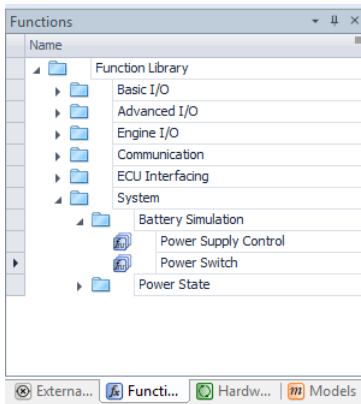 Functions
Name
Function Library
Basic I/O
Advanced I/O
Engine I/O
Communication
ECU Interfacing
System
Battery Simulation
Power Supply Control
Power Switch
Power State
Externa... Functi... Hardw... Models